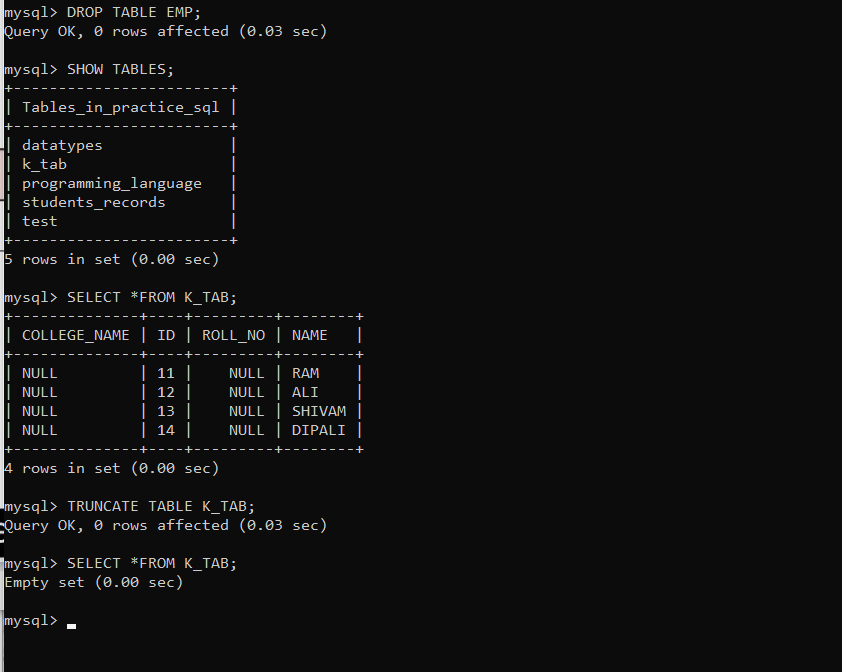 mysql> DROP TABLE EMP;
Query OK, 0 rows affected (0.03 sec)
mysql> SHOW TABLES;
+------------------------+
| Tables_in_practice_sql |
+------------------------+
| datatypes              |
| k_tab                  |
| programming_language   |
| students_records       |
| test                   |
+------------------------+
5 rows in set (0.00 sec)
mysql> SELECT *FROM K_TAB;
+--------------+----+---------+--------+
| COLLEGE_NAME | ID | ROLL_NO | NAME   |
+--------------+----+---------+--------+
| NULL         | 11 |    NULL | RAM    |
| NULL         | 12 |    NULL | ALI    |
| NULL         | 13 |    NULL | SHIVAM |
| NULL         | 14 |    NULL | DIPALI |
+--------------+----+---------+--------+
4 rows in set (0.00 sec)
mysql> TRUNCATE TABLE K_TAB;
Query OK, 0 rows affected (0.03 sec)
mysql> SELECT *FROM K_TAB;
Empty set (0.00 sec)
mysql>